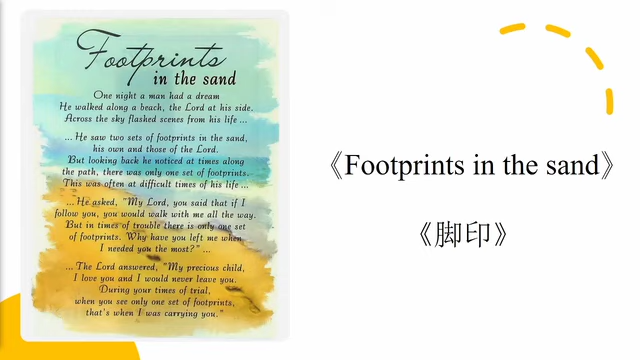 Footprints
in the sand
One night a man had a dream
He walked along a beach, the Lord at his side.
Across the sky flashed scenes from his life ...
... He saw two sets of footprints in the sand,
his own and those of the Lord.
But looking back he noticed at times along
the path, there was only one set of footprints.
This was often at difficult times of his life ...
...He asked, "My Lord, you said that if I
follow you, you would walk with me all the way.
But in times of trouble there is only one set
of footprints. Why have you left me when
I needed you the most?" ...
... The Lord answered, "My precious child,
I love you and I would never leave you.
During your times of trial,
when you see only one set of footprints,
that's when I was carrying you."
《Footprints in the sand》
《脚印》